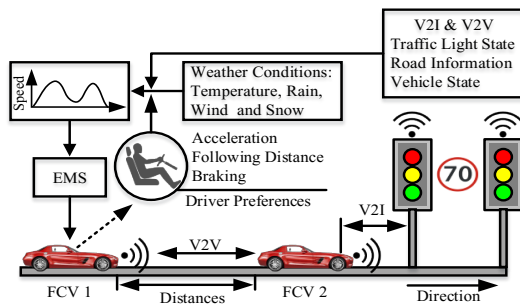 V2I & V2V
Traffic Light State
Road Information
Vehicle State
Speed
Weather Conditions:
Temperature, Rain,
Wind and Snow
Acceleration
Following Distance
Braking
Driver Preferences
EMS
70
V2I
V2V
FCV 1
Distances
FCV 2
Direction